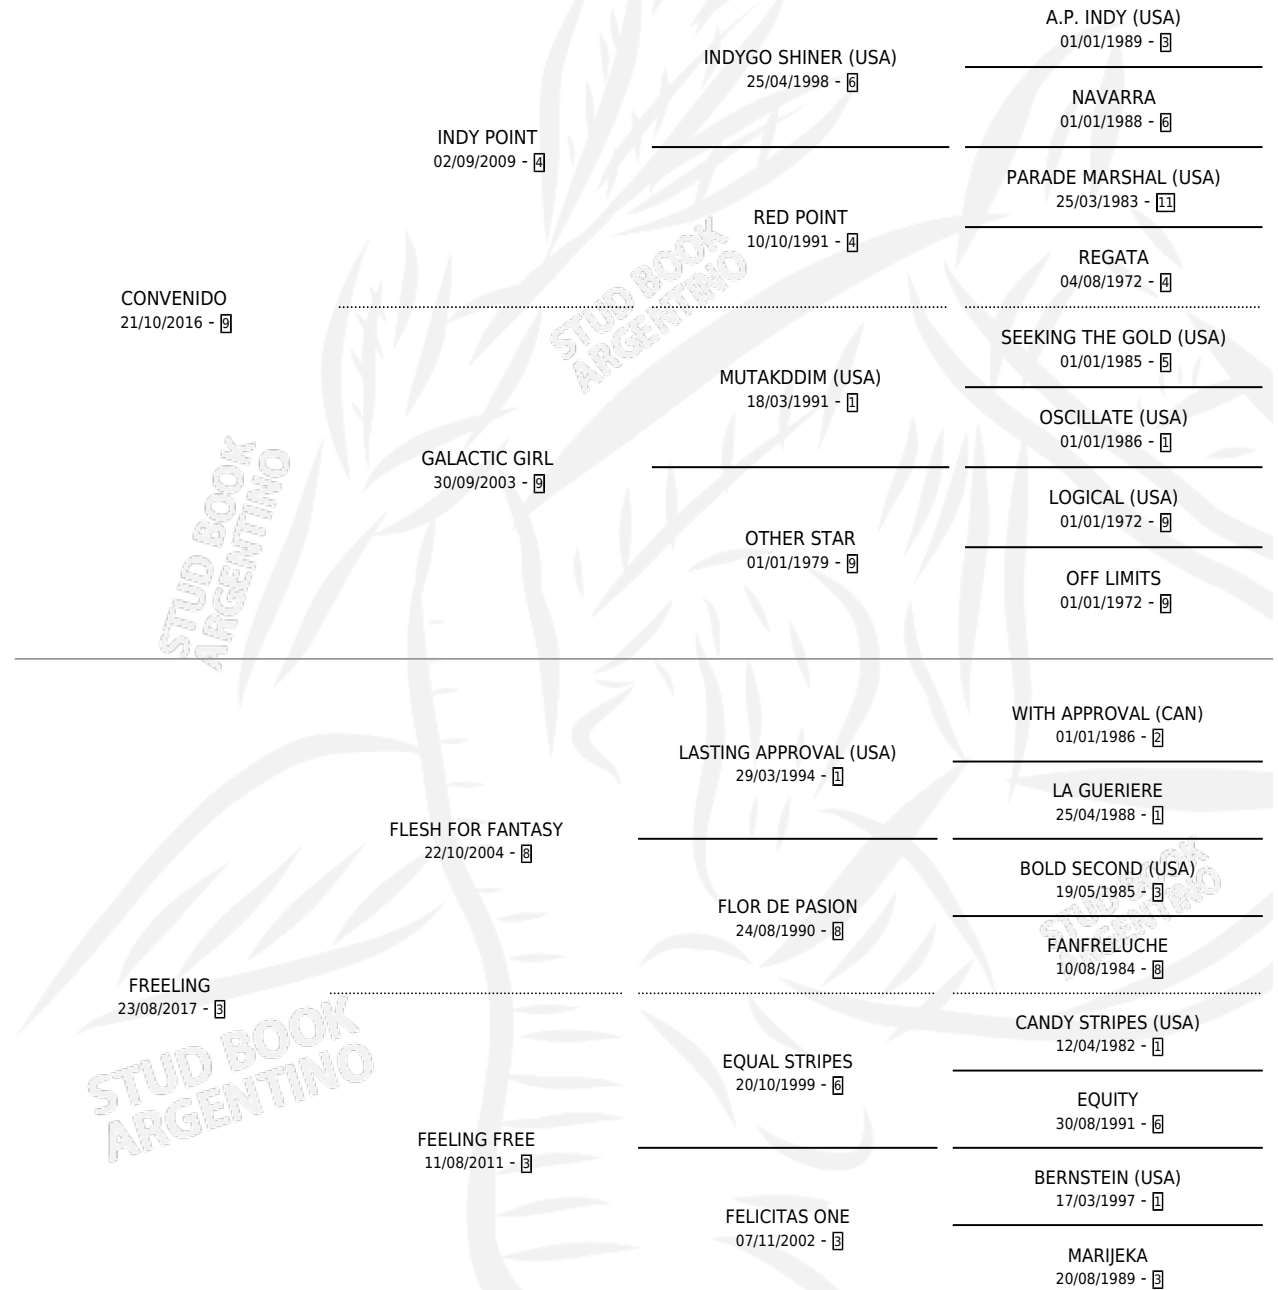 A.P. INDY (USA)
01/01/1989 - 3
INDYGO SHINER (USA)
25/04/1998 - 6
NAVARRA
01/01/1988 - 6
INDY POINT
02/09/2009 - 4
PARADE MARSHAL (USA)
25/03/1983 - 11
RED POINT
10/10/1991 - 4
REGATA
04/08/1972 - 4
CONVENIDO
21/10/2016 - 9
SEEKING THE GOLD (USA)
01/01/1985 - 5
MUTAKDDIM (USA)
18/03/1991 - 1
OSCILLATE (USA)
01/01/1986 - 1
GALACTIC GIRL
30/09/2003 - 9
LOGICAL (USA)
01/01/1972 - 9
OTHER STAR
01/01/1979 - 9
OFF LIMITS
01/01/1972 - 9
WITH APPROVAL (CAN)
01/01/1986 - 2
LASTING APPROVAL (USA)
29/03/1994 - 1
LA GUERIERE
25/04/1988 - 1
FLESH FOR FANTASY
22/10/2004 - 8
BOLD SECOND (USA)
19/05/1985 - 3
FLOR DE PASION
24/08/1990 - 8
FANFRELUCHE
10/08/1984 - 8
FREELING
23/08/2017 - 3
CANDY STRIPES (USA)
12/04/1982 - 1
EQUAL STRIPES
20/10/1999 - 6
EQUITY
30/08/1991 - 6
FEELING FREE
11/08/2011 - 3
BERNSTEIN (USA)
17/03/1997 - 1
FELICITAS ONE
07/11/2002 - 3
MARIJEKA
20/08/1989 - 3
STUD BOOK
ARGENTINO
STUD BOOK
ARGENTINO
STUD BOOK
ARGENTINO
STUD BOOK
ARGENTINO